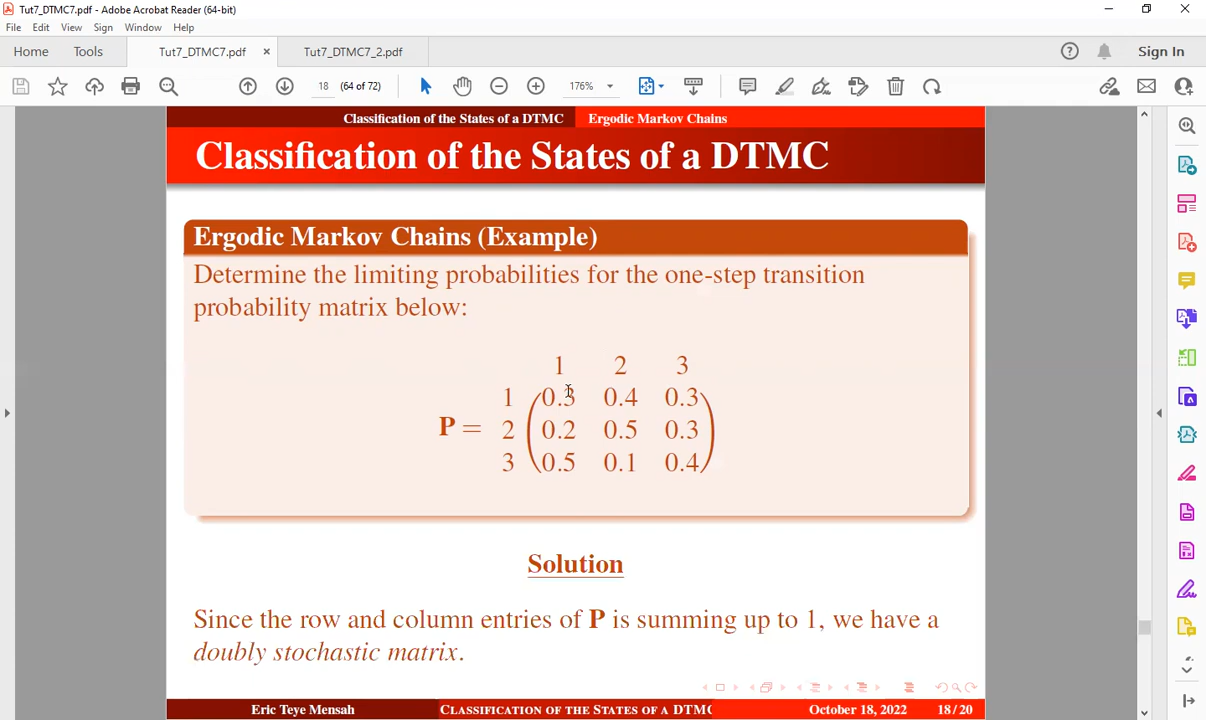 Tut7_DTMC7.pdf - Adobe Acrobat Reader (64-bit)
File Edit View Sign Window Help
Home Tools Tut7_DTMC7.pdf × Tut7_DTMC7_2.pdf Sign In
18 (64 of 72) 176%
Classification of the States of a DTMC Ergodic Markov Chains
Classification of the States of a DTMC
Ergodic Markov Chains (Example)
Determine the limiting probabilities for the one-step transition
probability matrix below:
1 2 3
1 0.3 0.4 0.3
P = 2 0.2 0.5 0.3
3 0.5 0.1 0.4
Solution
Since the row and column entries of P is summing up to 1, we have a
doubly stochastic matrix.
Eric Teye Mensah CLASSIFICATION OF THE STATES OF A DTMC October 18, 2022 18/20